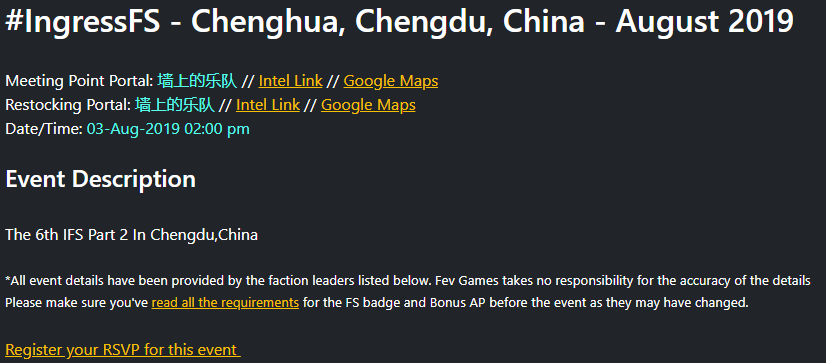 #IngressFS - Chenghua, Chengdu, China - August 2019
Meeting Point Portal: 墙上的乐队 // Intel Link // Google Maps
Restocking Portal: 墙上的乐队 // Intel Link // Google Maps
Date/Time: 03-Aug-2019 02:00 pm
Event Description
The 6th IFS Part 2 In Chengdu,China
*All event details have been provided by the faction leaders listed below. Fev Games takes no responsibility for the accuracy of the details
Please make sure you've read all the requirements for the FS badge and Bonus AP before the event as they may have changed.
Register your RSVP for this event